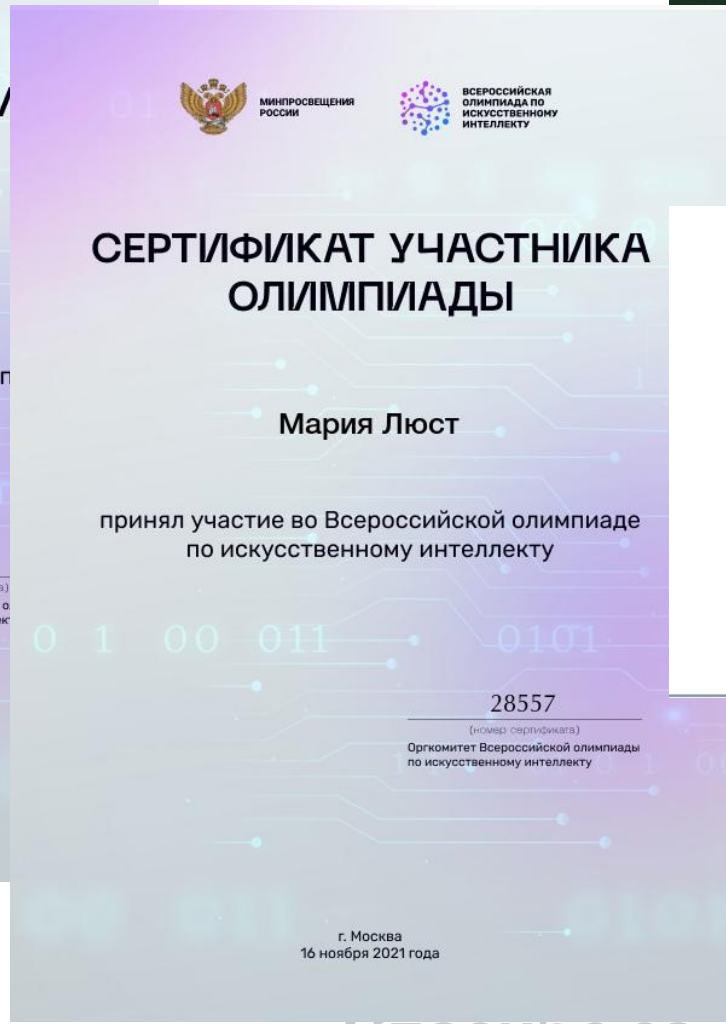 МИНПРОСВЕЩЕНИЯ
РОССИИ
ВСЕРОССИЙСКАЯ
ОЛИМПИАДА ПО
ИСКУССТВЕННОМУ
ИНТЕЛЛЕКТУ
СЕРТИФИКАТ УЧАСТНИКА
ОЛИМПИАДЫ
Мария Люст
принял участие во Всероссийской олимпиаде
по искусственному интеллекту
0 1 00 011 0101
28557
(номер сертификата)
Оргкомитет Всероссийской олимпиады
по искусственному интеллекту
г. Москва
16 ноября 2021 года